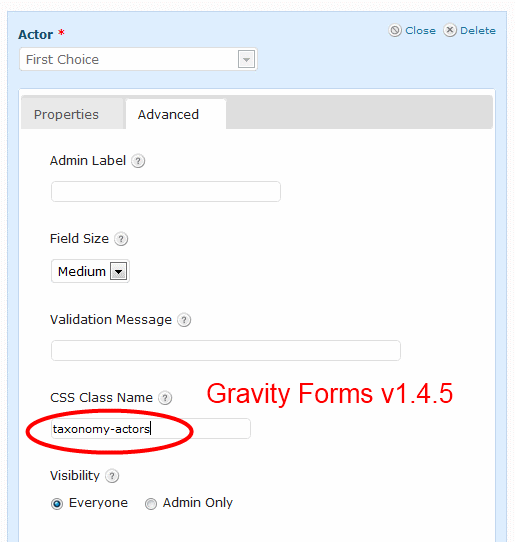 Actor * Close Delete
First Choice
Properties Advanced
Admin Label ?
Field Size ?
Medium
Validation Message ?
CSS Class Name ? Gravity Forms v1.4.5
taxonomy-actors
Visibility ?
Everyone Admin Only